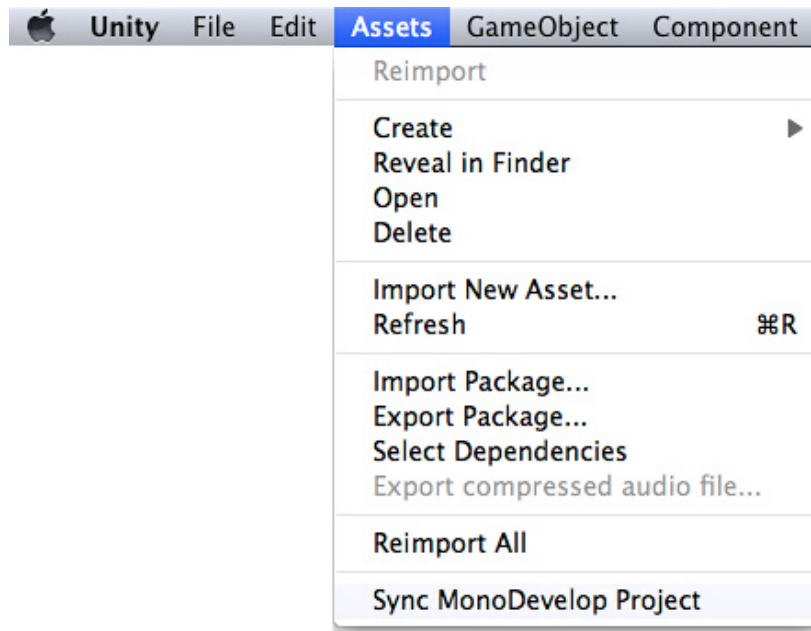 Unity File Edit Assets GameObject Component
Reimport
Create
Reveal in Finder
Open
Delete
Import New Asset...
Refresh ⌘R
Import Package...
Export Package...
Select Dependencies
Export compressed audio file...
Reimport All
Sync MonoDevelop Project